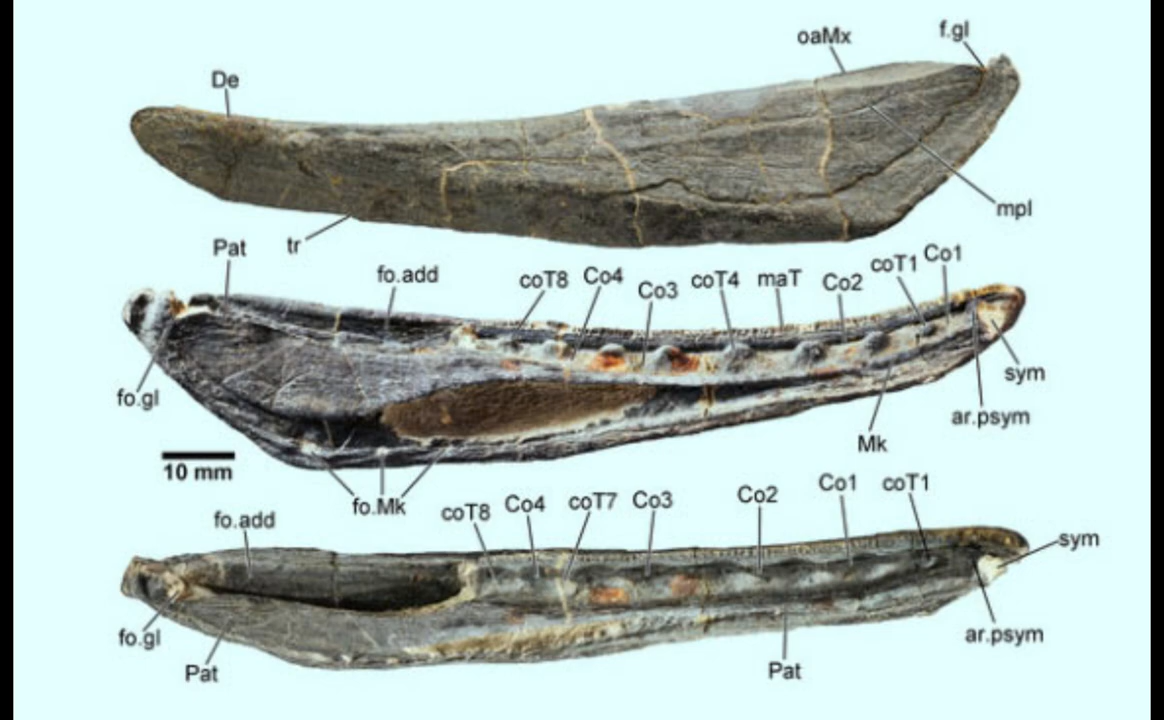 oaMx
f.gl
De
mpl
tr
Pat
fo.add
coT8
Co4
Co3
coT4
maT
Co2
coT1
Co1
fo.gl
sym
ar.psym
Mk
10 mm
fo.Mk
fo.add
coT8
Co4
coT7
Co3
Co2
Co1
coT1
sym
fo.gl
ar.psym
Pat
Pat